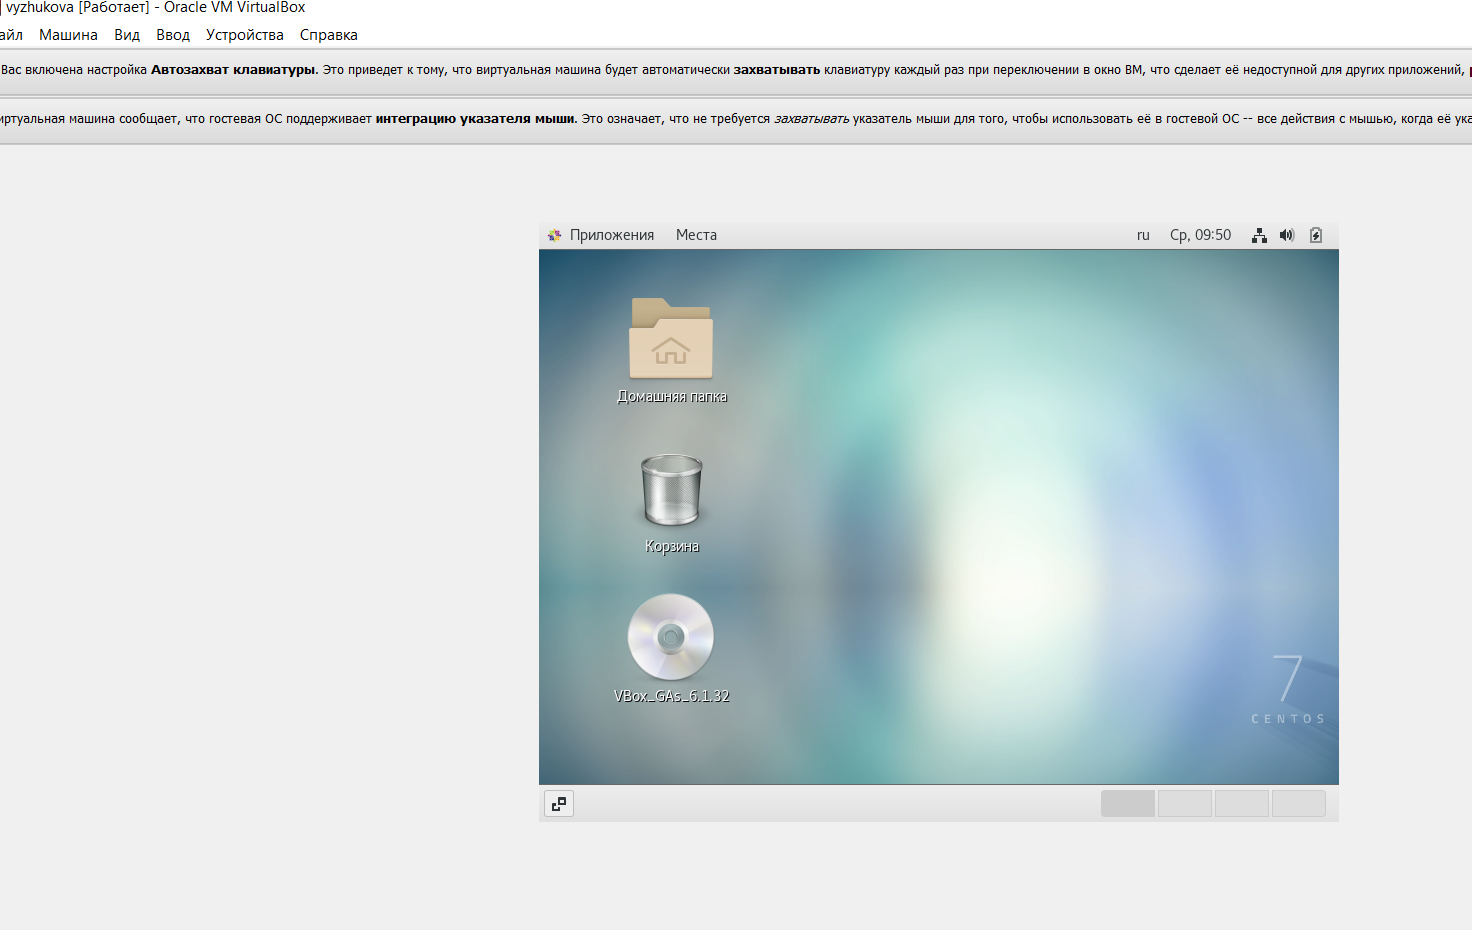 vyzhukova [Работает] - Oracle VM VirtualBox
айл Машина Вид Ввод Устройства Справка
Вас включена настройка Автозахват клавиатуры. Это приведет к тому, что виртуальная машина будет автоматически захватывать клавиатуру каждый раз при переключении в окно ВМ, что сделает её недоступной для других приложений,
иртуальная машина сообщает, что гостевая ОС поддерживает интеграцию указателя мыши. Это означает, что не требуется захватывать указатель мыши для того, чтобы использовать её в гостевой ОС -- все действия с мышью, когда её ука
Приложения Места ru Ср, 09:50
Домашняя папка
Корзина
VBox_GAs_6.1.32
7
CENTOS